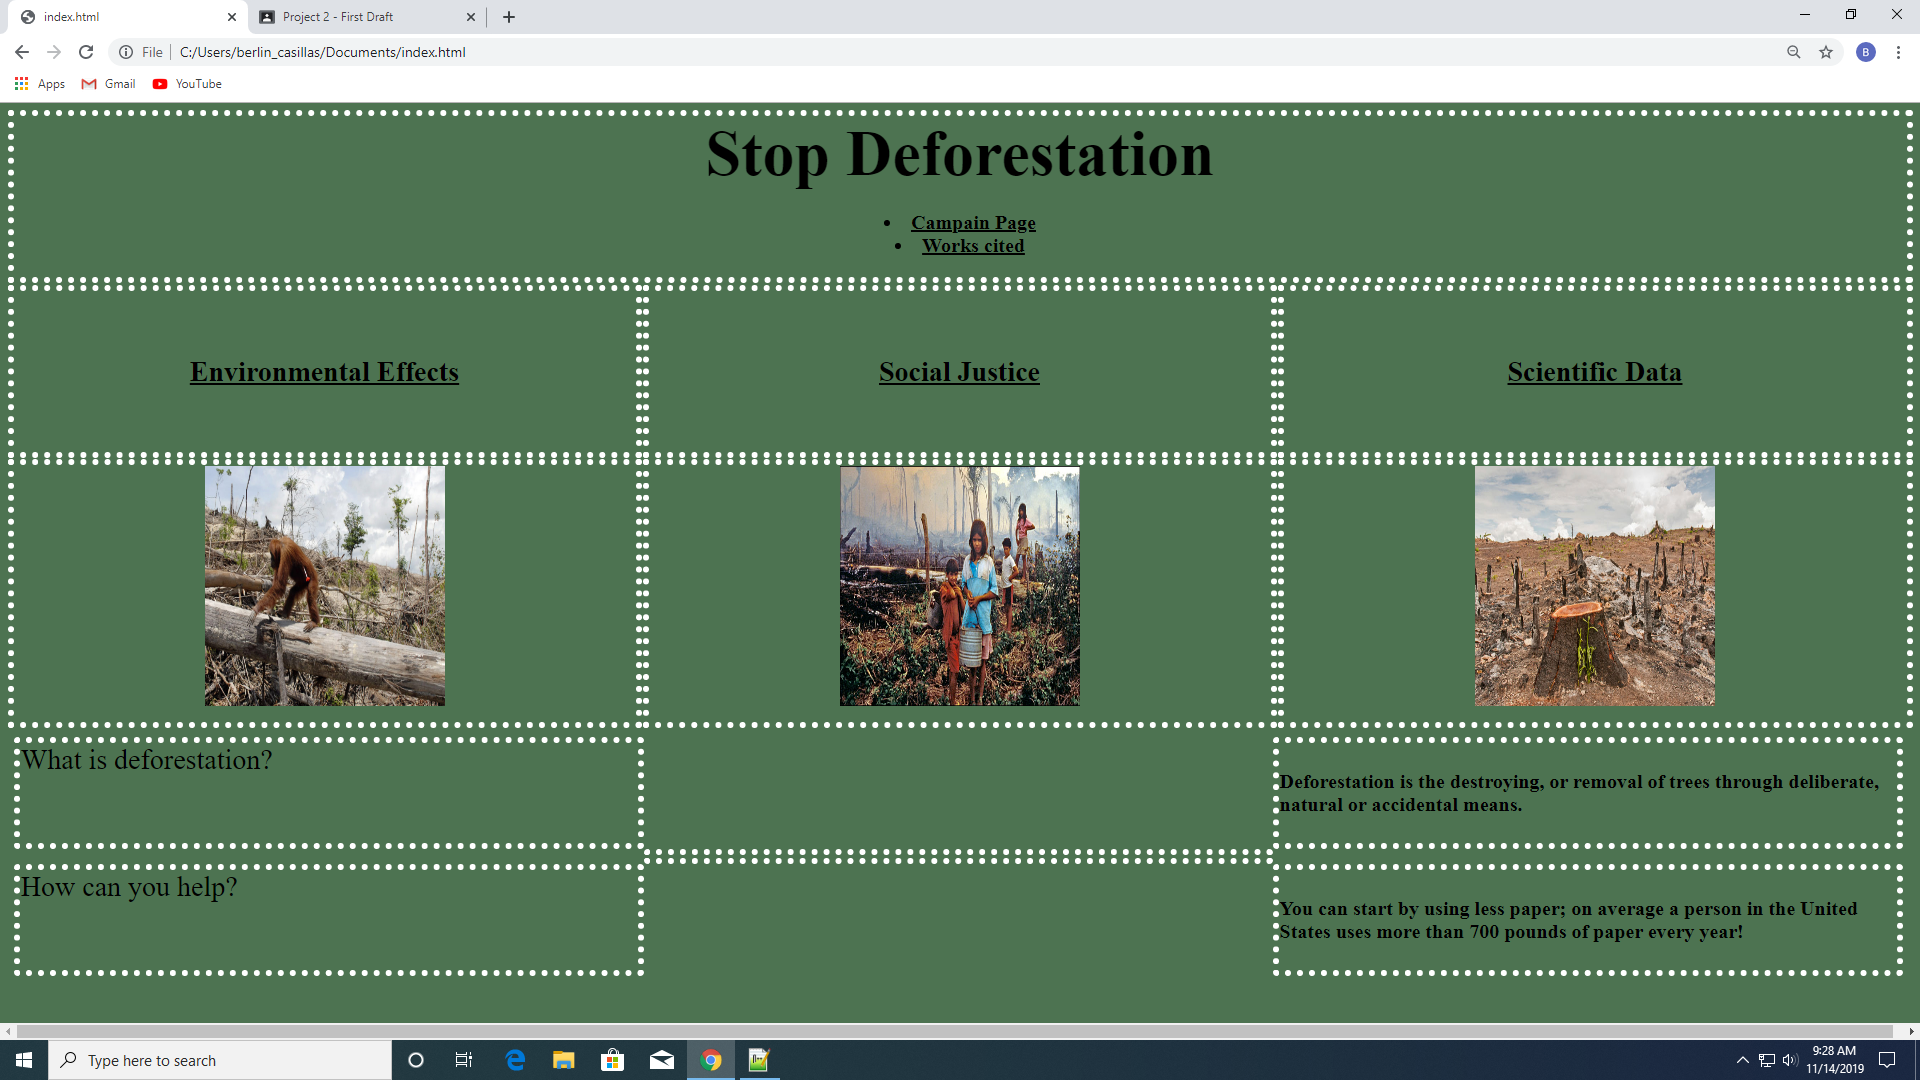 index.html
Project 2 - First Draft
File
C:/Users/berlin_casillas/Documents/index.html
B
Apps
Gmail
YouTube
Stop Deforestation
• Campain Page
• Works cited
Environmental Effects
Social Justice
Scientific Data
What is deforestation?
Deforestation is the destroying, or removal of trees through deliberate,
natural or accidental means.
How can you help?
You can start by using less paper; on average a person in the United
States uses more than 700 pounds of paper every year!
Type here to search
9:28 AM
11/14/2019